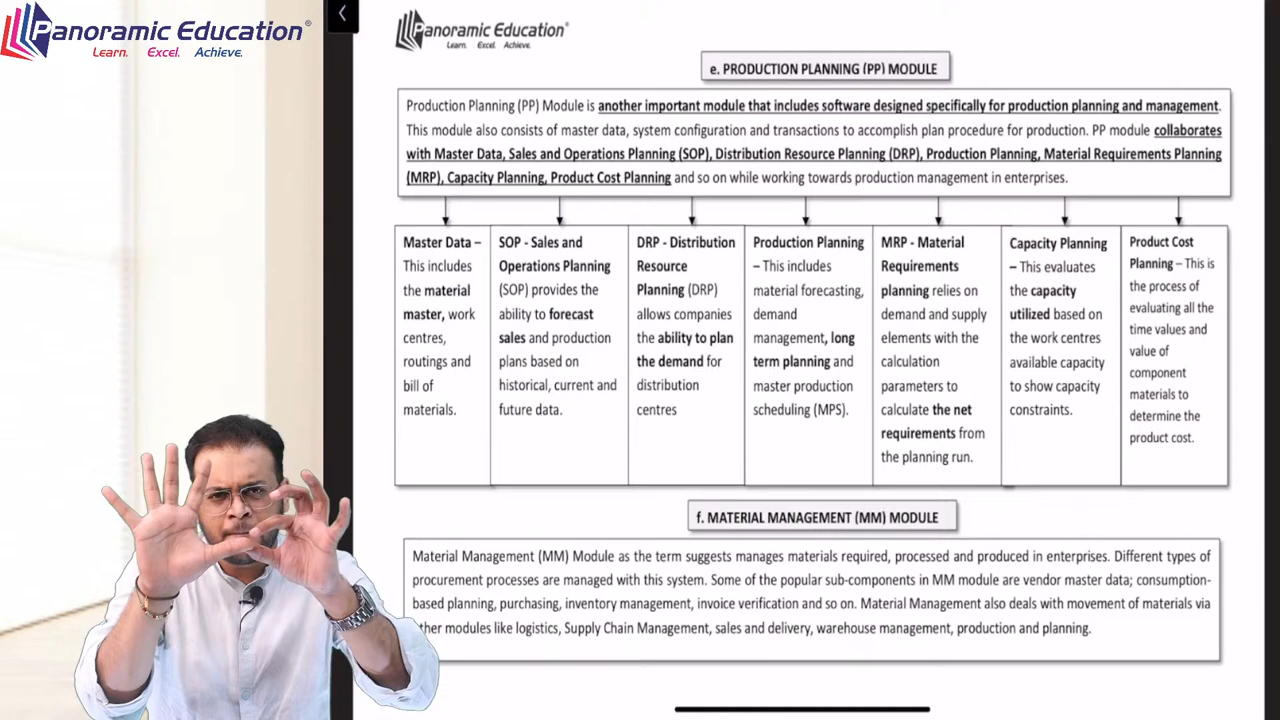 Panoramic Education®
Learn. Excel. Achieve.
Panoramic Education®
Learn. Excel. Achieve.
e. PRODUCTION PLANNING (PP) MODULE
Production Planning (PP) Module is another important module that includes software designed specifically for production planning and management.
This module also consists of master data, system configuration and transactions to accomplish plan procedure for production. PP module collaborates
with Master Data, Sales and Operations Planning (SOP), Distribution Resource Planning (DRP), Production Planning, Material Requirements Planning
(MRP), Capacity Planning, Product Cost Planning and so on while working towards production management in enterprises.
Master Data –
This includes
the material
master, work
centres,
routings and
bill of
materials.
SOP - Sales and
Operations Planning
(SOP) provides the
ability to forecast
sales and production
plans based on
historical, current and
future data.
DRP - Distribution
Resource
Planning (DRP)
allows companies
the ability to plan
the demand for
distribution
centres
Production Planning
– This includes
material forecasting,
demand
management, long
term planning and
master production
scheduling (MPS).
MRP - Material
Requirements
planning relies on
demand and supply
elements with the
calculation
parameters to
calculate the net
requirements from
the planning run.
Capacity Planning
– This evaluates
the capacity
utilized based on
the work centres
available capacity
to show capacity
constraints.
Product Cost
Planning – This is
the process of
evaluating all the
time values and
value of
component
materials to
determine the
product cost.
f. MATERIAL MANAGEMENT (MM) MODULE
Material Management (MM) Module as the term suggests manages materials required, processed and produced in enterprises. Different types of
procurement processes are managed with this system. Some of the popular sub-components in MM module are vendor master data; consumption-
based planning, purchasing, inventory management, invoice verification and so on. Material Management also deals with movement of materials via
modules like logistics, Supply Chain Management, sales and delivery, warehouse management, production and planning.